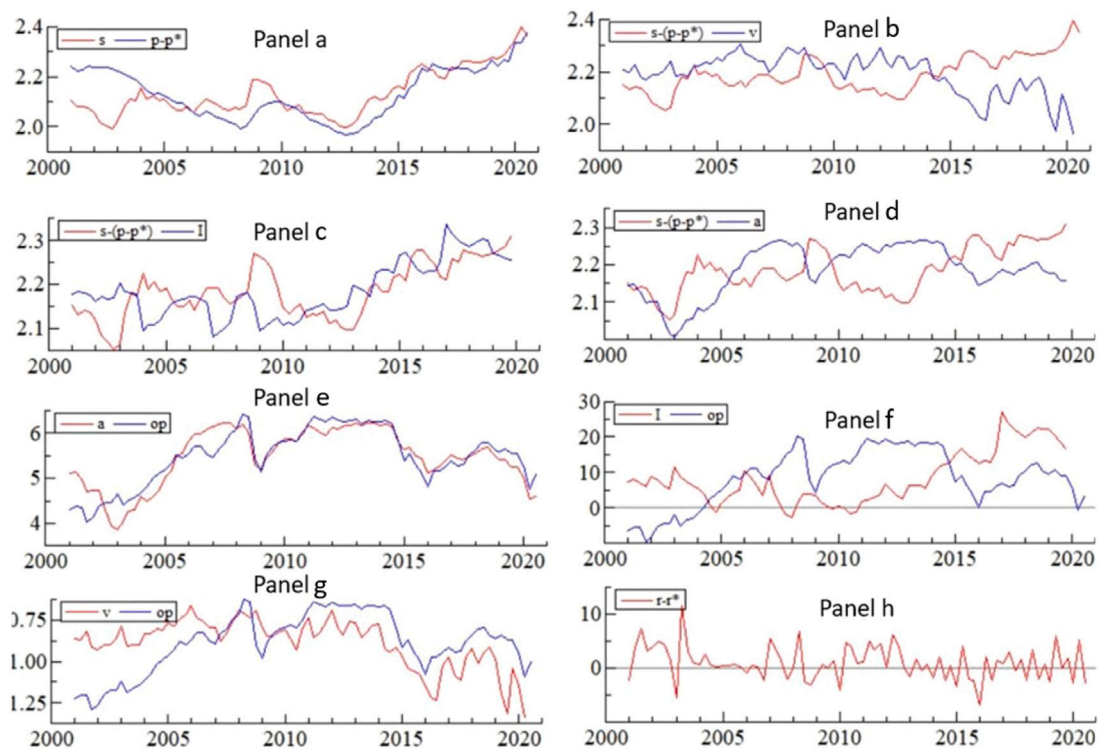 Panel a
s p-p*
2.4
2.2
2.0
2000 2005 2010 2015 2020
Panel b
s-(p-p*) v
2.4
2.2
2.0
2000 2005 2010 2015 2020
Panel c
s-(p-p*) I
2.3
2.2
2.1
2000 2005 2010 2015 2020
Panel d
s-(p-p*) a
2.3
2.2
2.1
2000 2005 2010 2015 2020
Panel e
a op
6
5
4
2000 2005 2010 2015 2020
Panel f
I op
30
20
10
0
2000 2005 2010 2015 2020
Panel g
v op
0.75
1.00
1.25
2000 2005 2010 2015 2020
Panel h
r-r*
10
0
2000 2005 2010 2015 2020